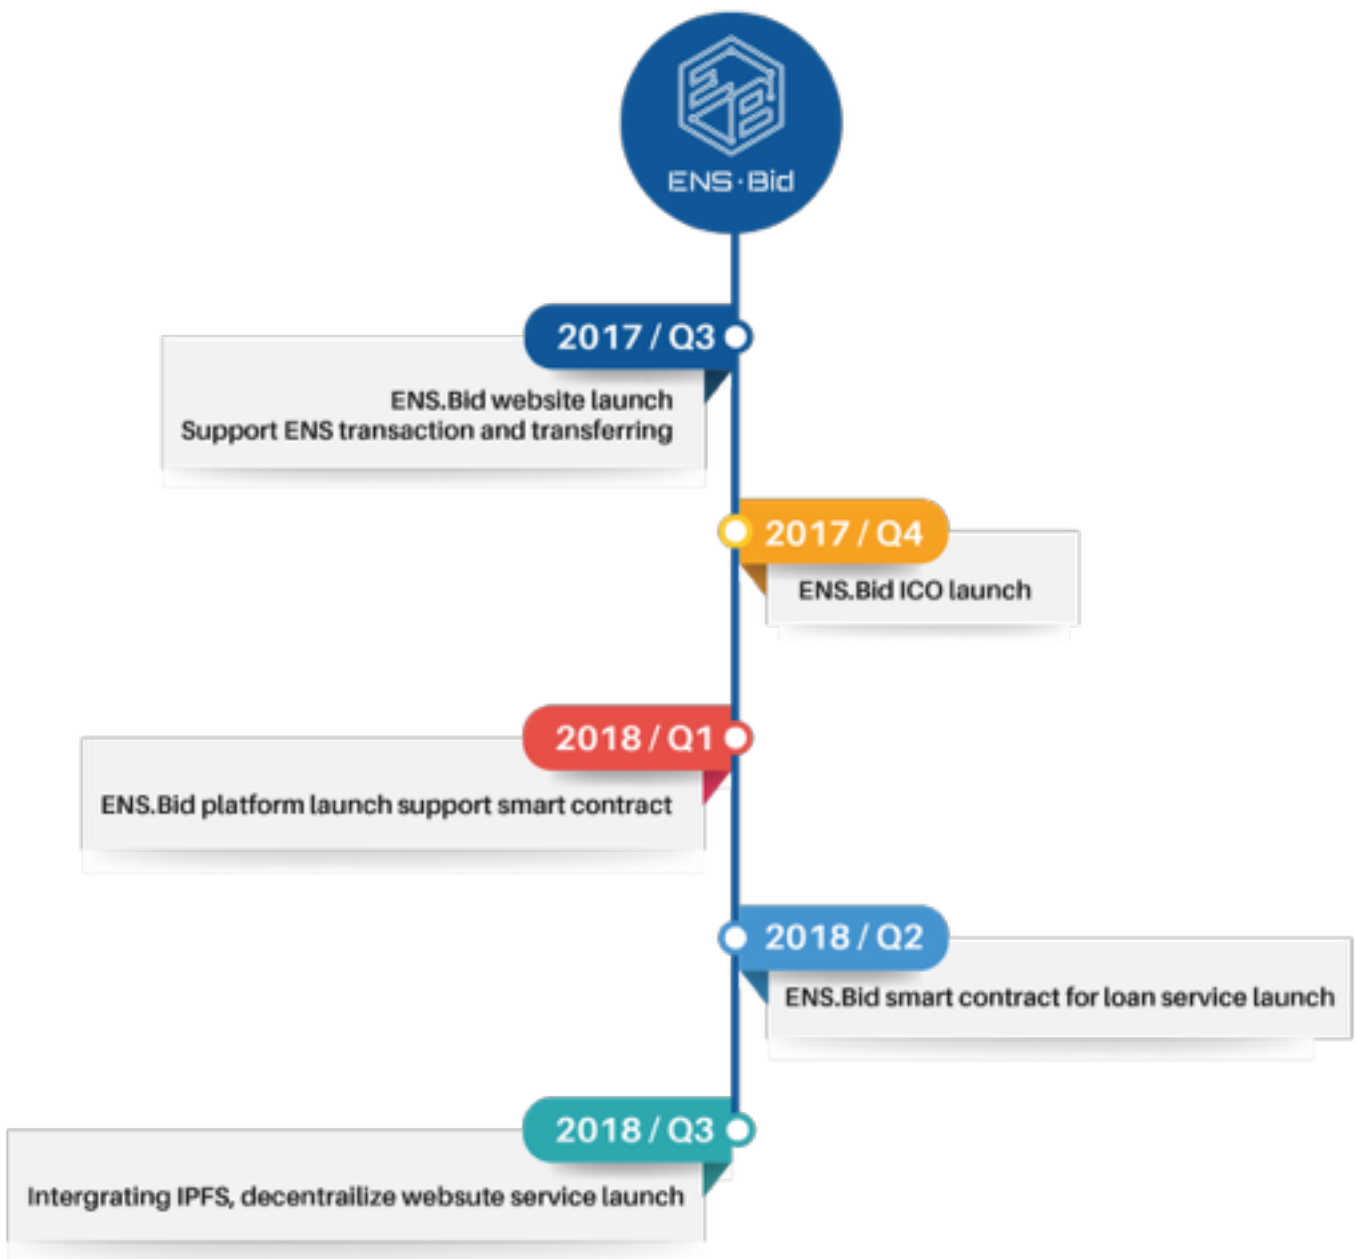 ENS·Bid
2017 / Q3
ENS.Bid website launch
Support ENS transaction and transferring
2017 / Q4
ENS.Bid ICO launch
2018 / Q1
ENS.Bid platform launch support smart contract
2018 / Q2
ENS.Bid smart contract for loan service launch
2018 / Q3
Intergrating IPFS, decentrailize websute service launch